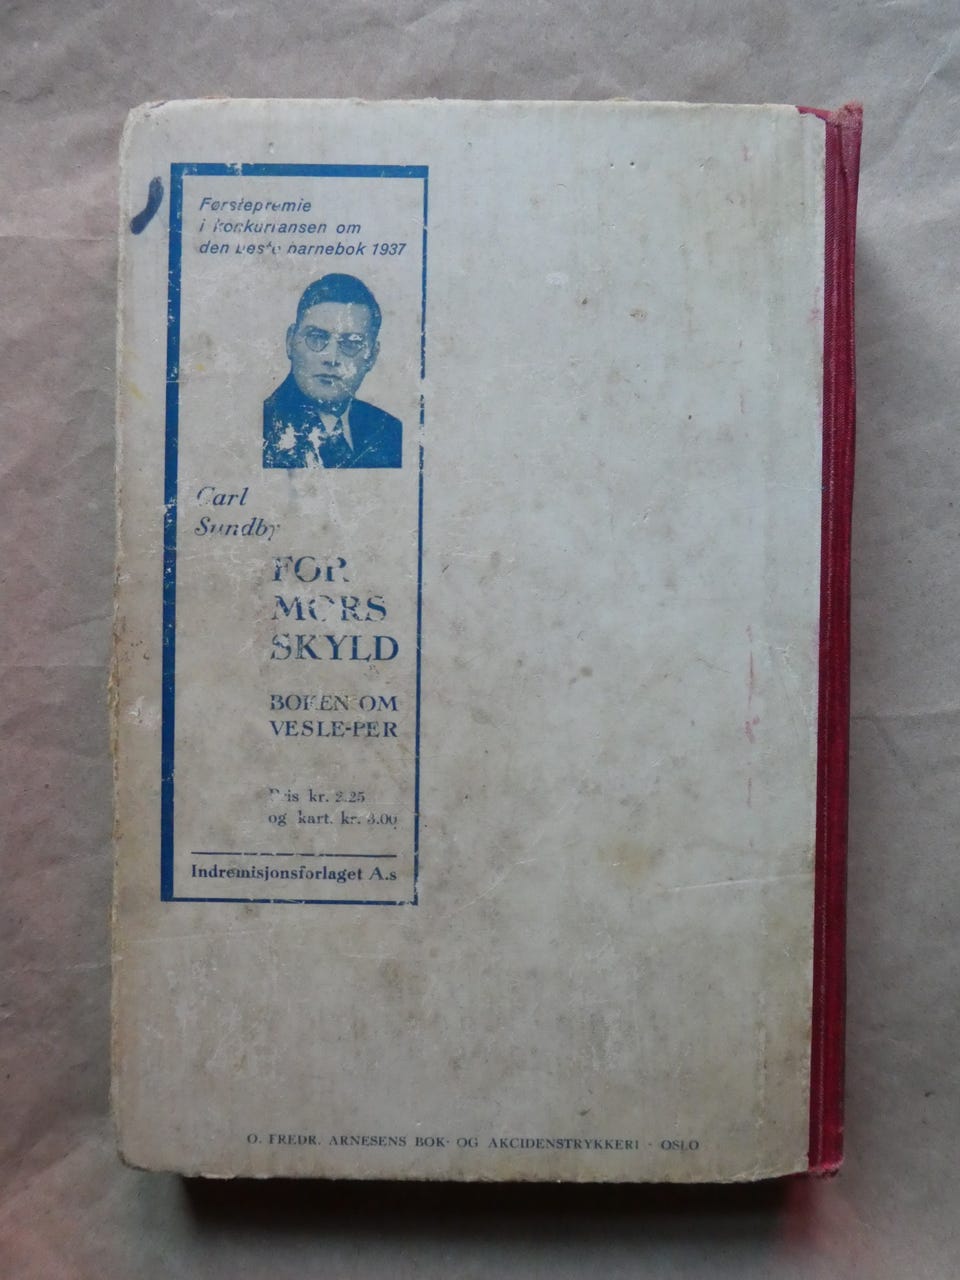 Førstepremie
i konkurransen om
den beste barnebok 1937
Carl
Sundby
FOR
MORS
SKYLD
BOKEN OM
VESLE-PER
Pris kr. 2.25
og kart. kr. 3.00
Indremisjonsforlaget A.s
O. FREDR. ARNESENS BOK- OG AKCIDENSTRYKKERI - OSLO